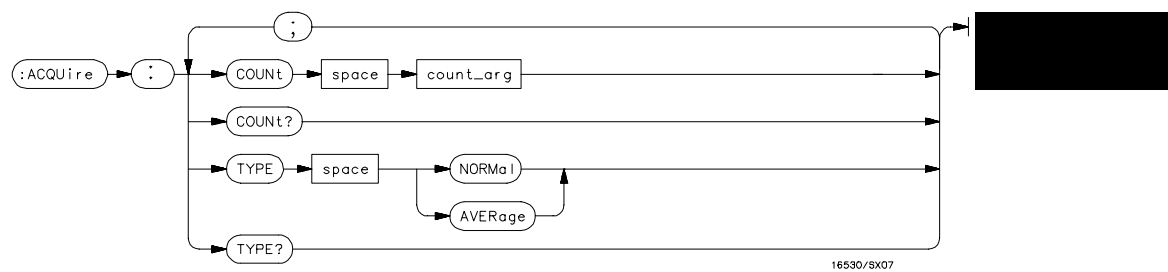 ;
:ACQUire : COUNt space count_arg
COUNt?
TYPE space NORMal
AVERage
TYPE?
16530/SX07